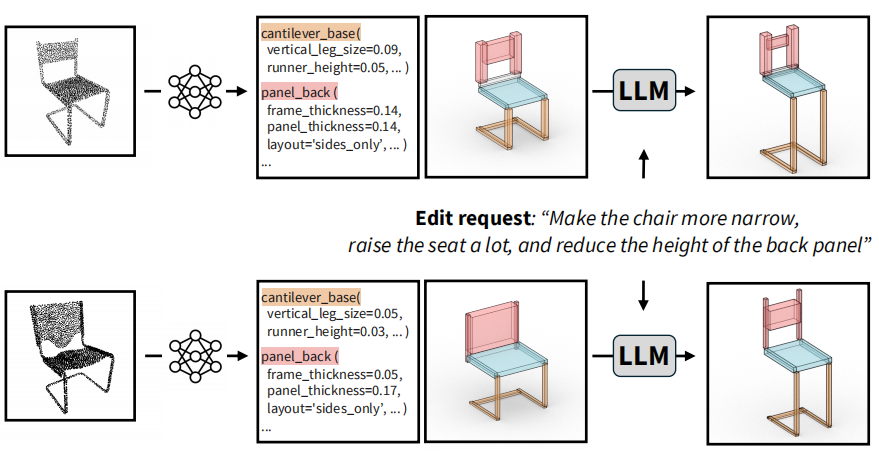 cantilever_base(
vertical_leg_size=0.09,
runner_height=0.05, ... )
panel_back (
frame_thickness=0.14,
panel_thickness=0.14,
layout='sides_only’, ... )
...
LLM
Edit request: “Make the chair more narrow,
raise the seat a lot, and reduce the height of the back panel”
cantilever_base(
vertical_leg_size=0.05,
runner_height=0.03, ... )
panel_back (
frame_thickness=0.05,
panel_thickness=0.17,
layout='sides_only’, ... )
...
LLM